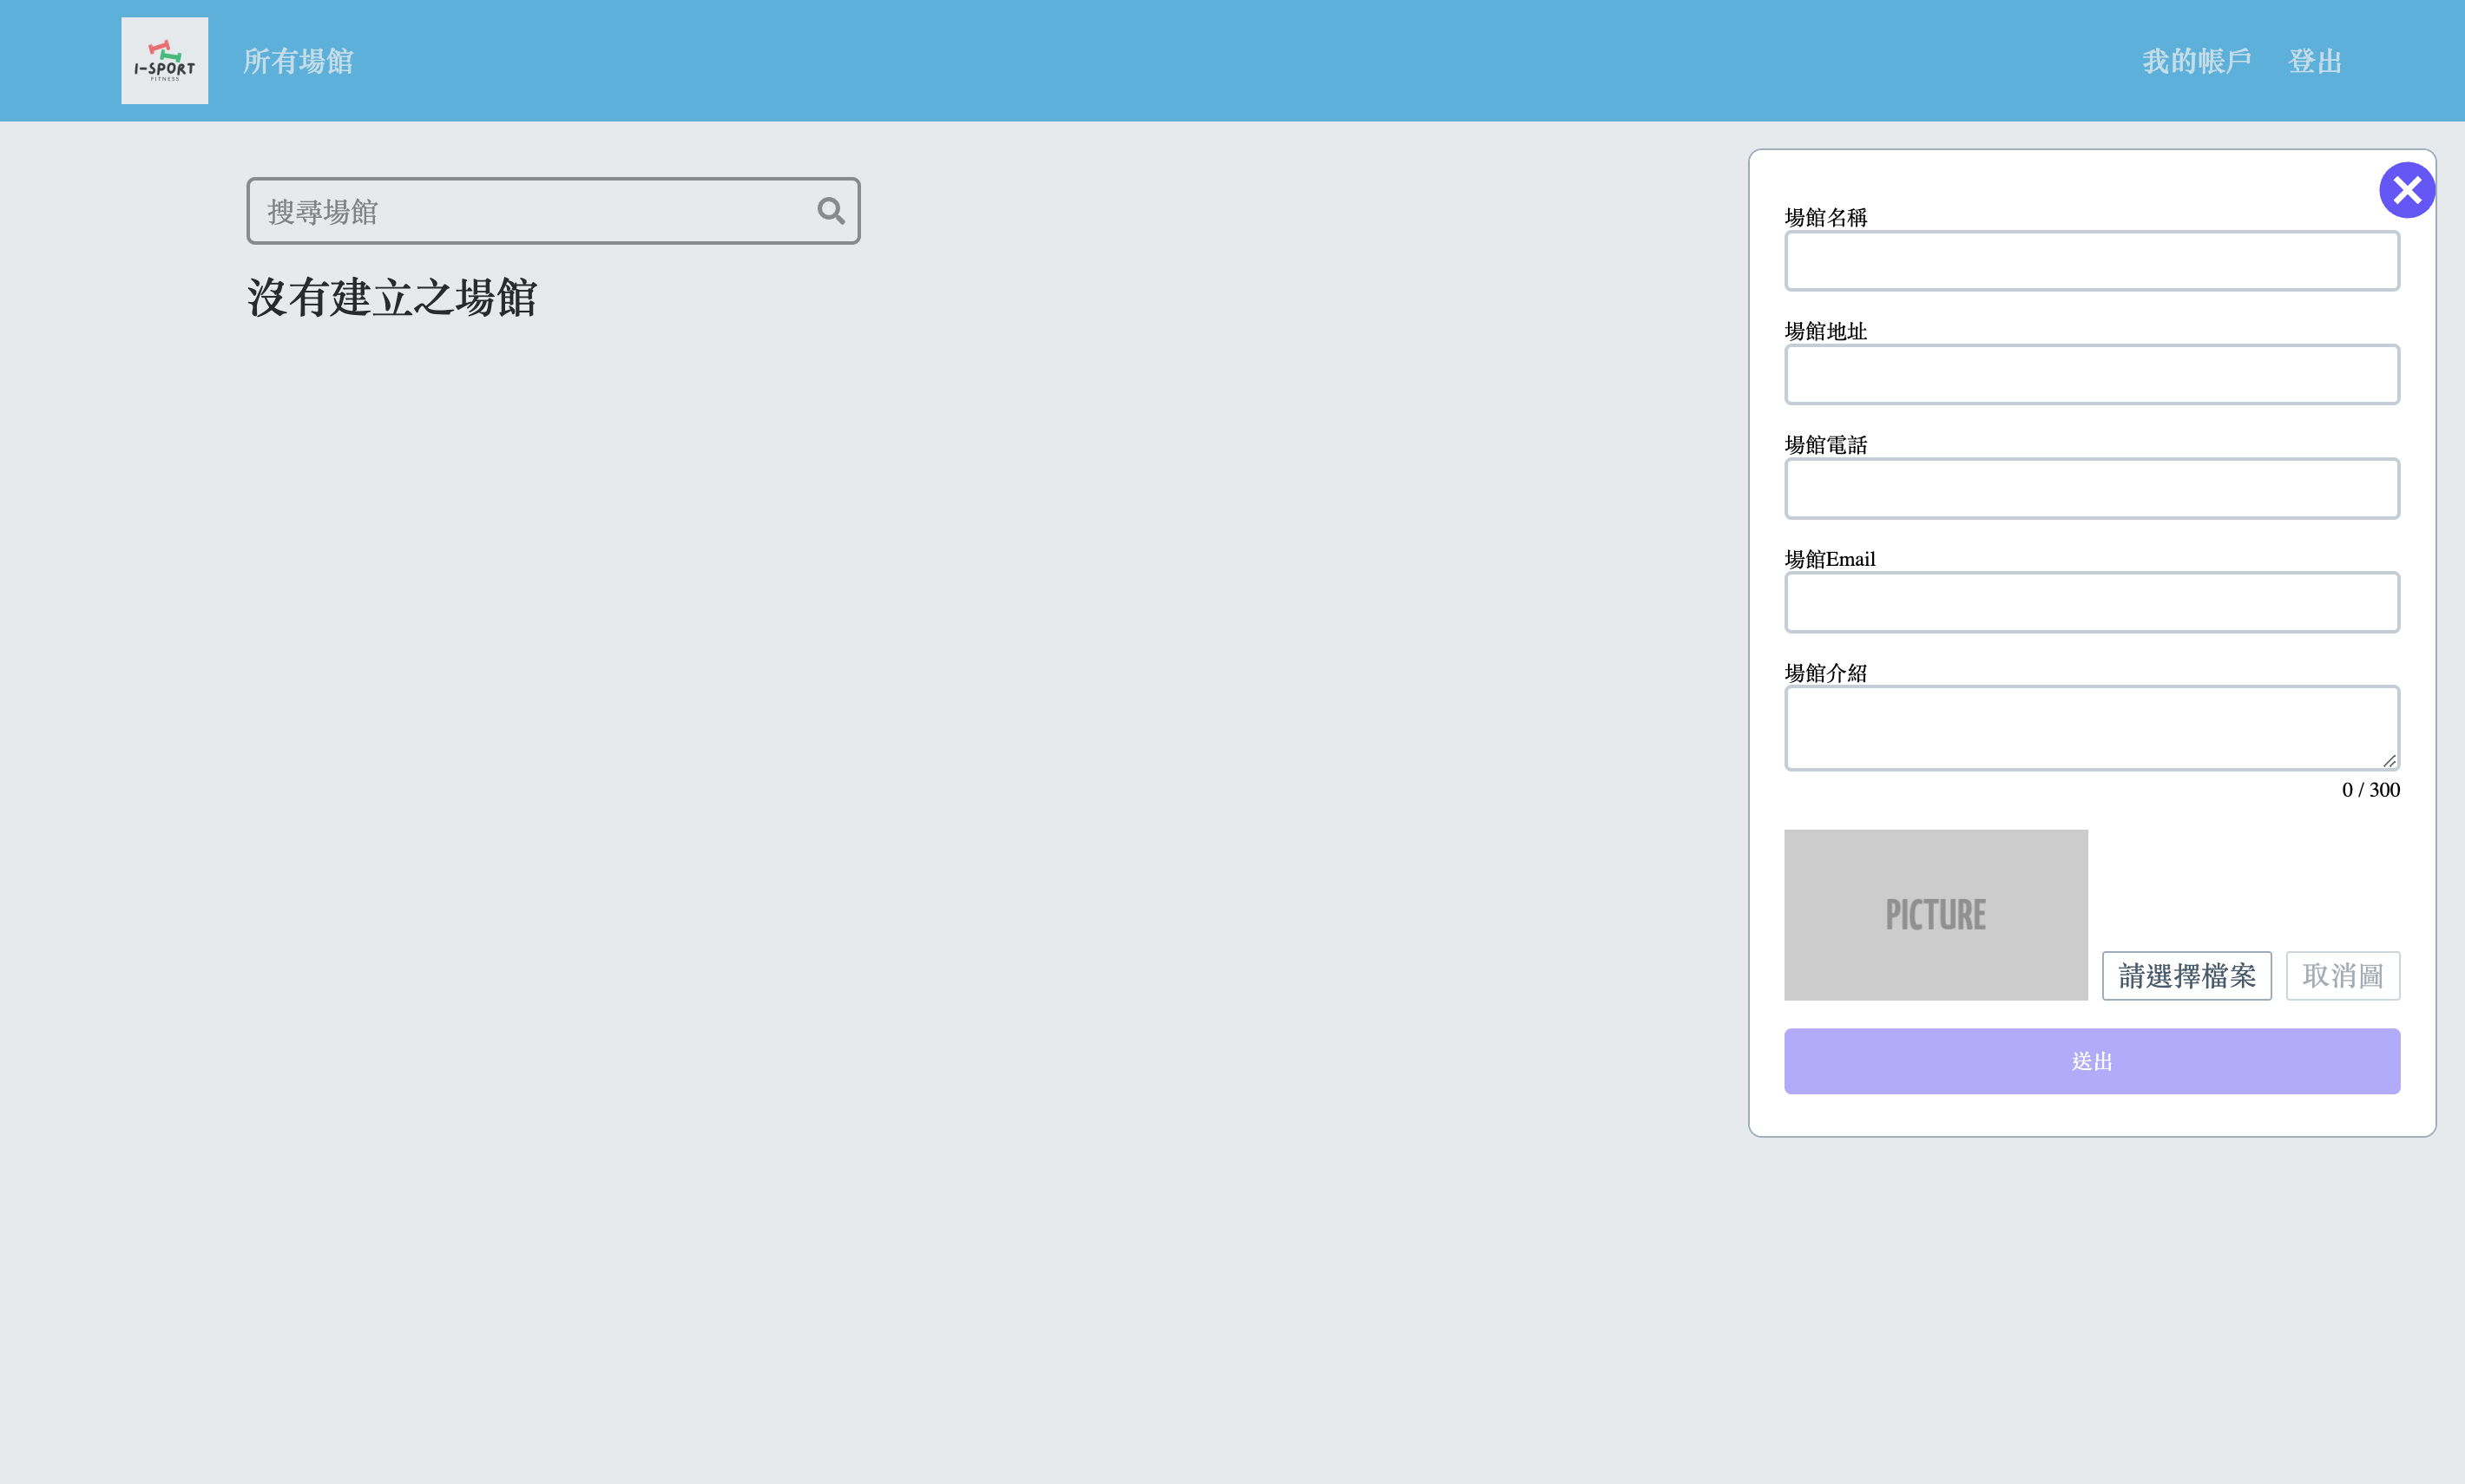 I-SPORT
FITNESS
所有場館
我的帳戶
登出
搜尋場館
沒有建立之場館
場館名稱
場館地址
場館電話
場館Email
場館介紹
0 / 300
PICTURE
請選擇檔案
取消圖
送出